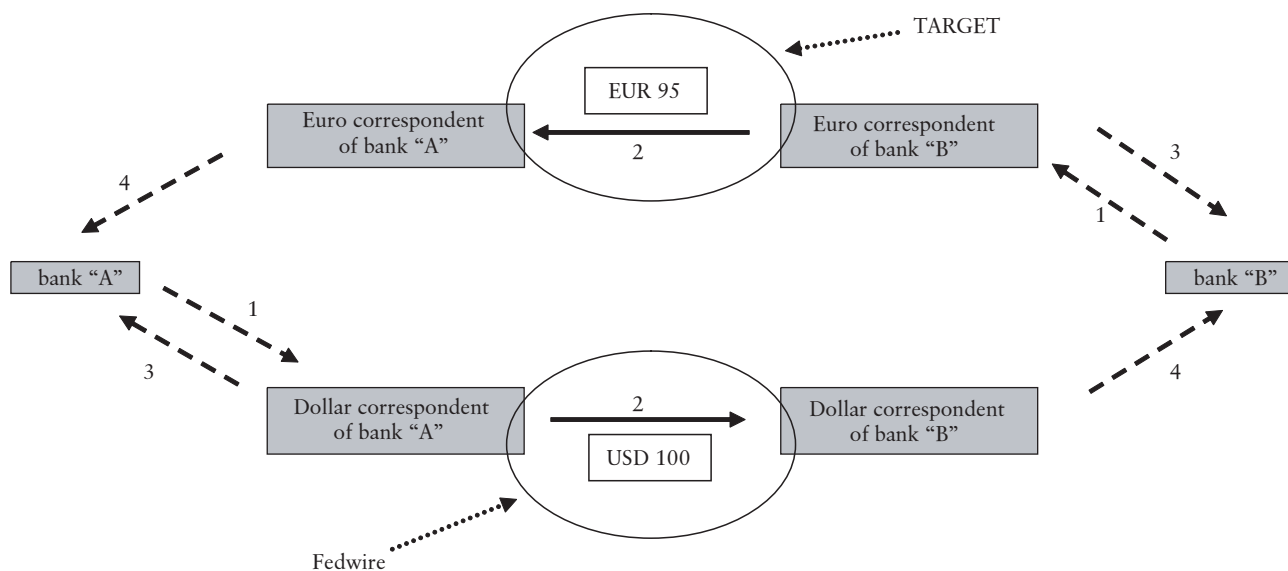 TARGET
EUR 95
Euro correspondent
of bank “A”
2
Euro correspondent
of bank “B”
3
4
1
bank “A”
bank “B”
1
3
4
Dollar correspondent
of bank “A”
2
USD 100
Dollar correspondent
of bank “B”
Fedwire